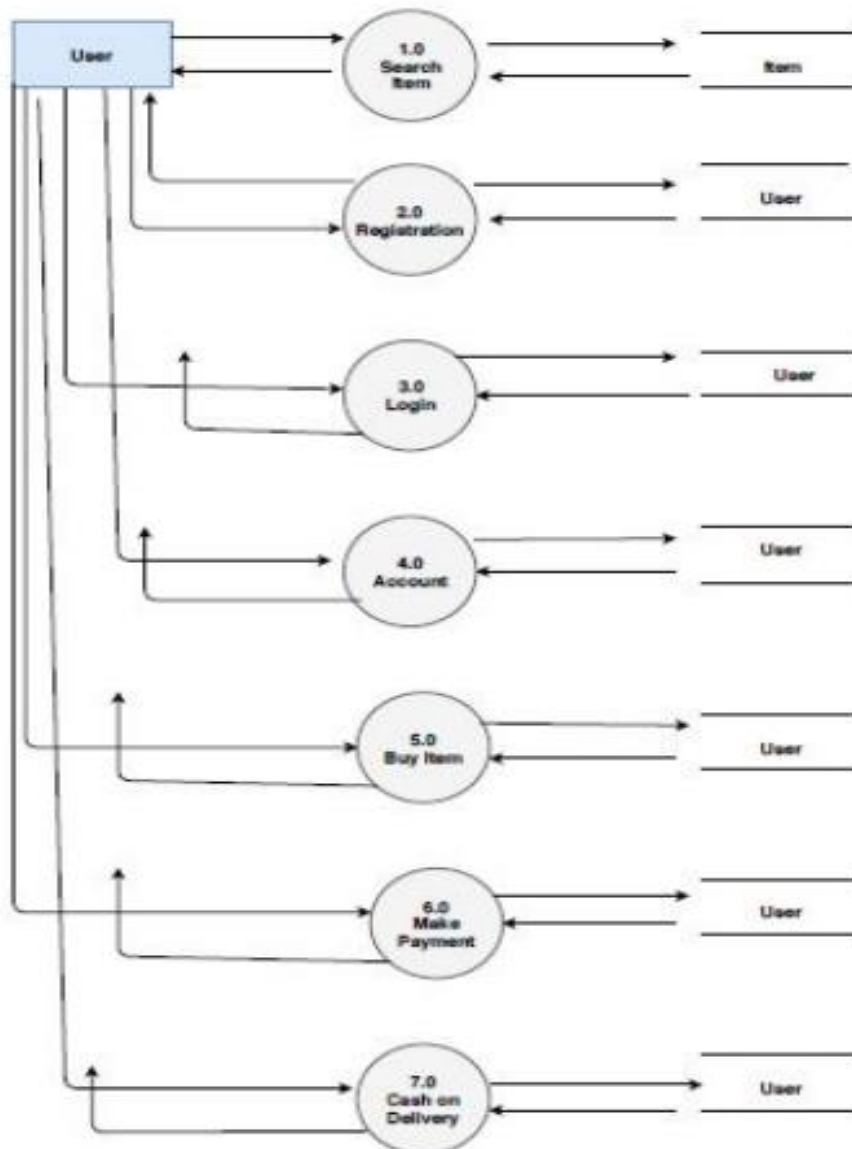 User
1.0
Search
Item
Item
2.0
Registration
User
3.0
Login
User
4.0
Account
User
5.0
Buy Item
User
6.0
Make
Payment
User
7.0
Cash on
Delivery
User